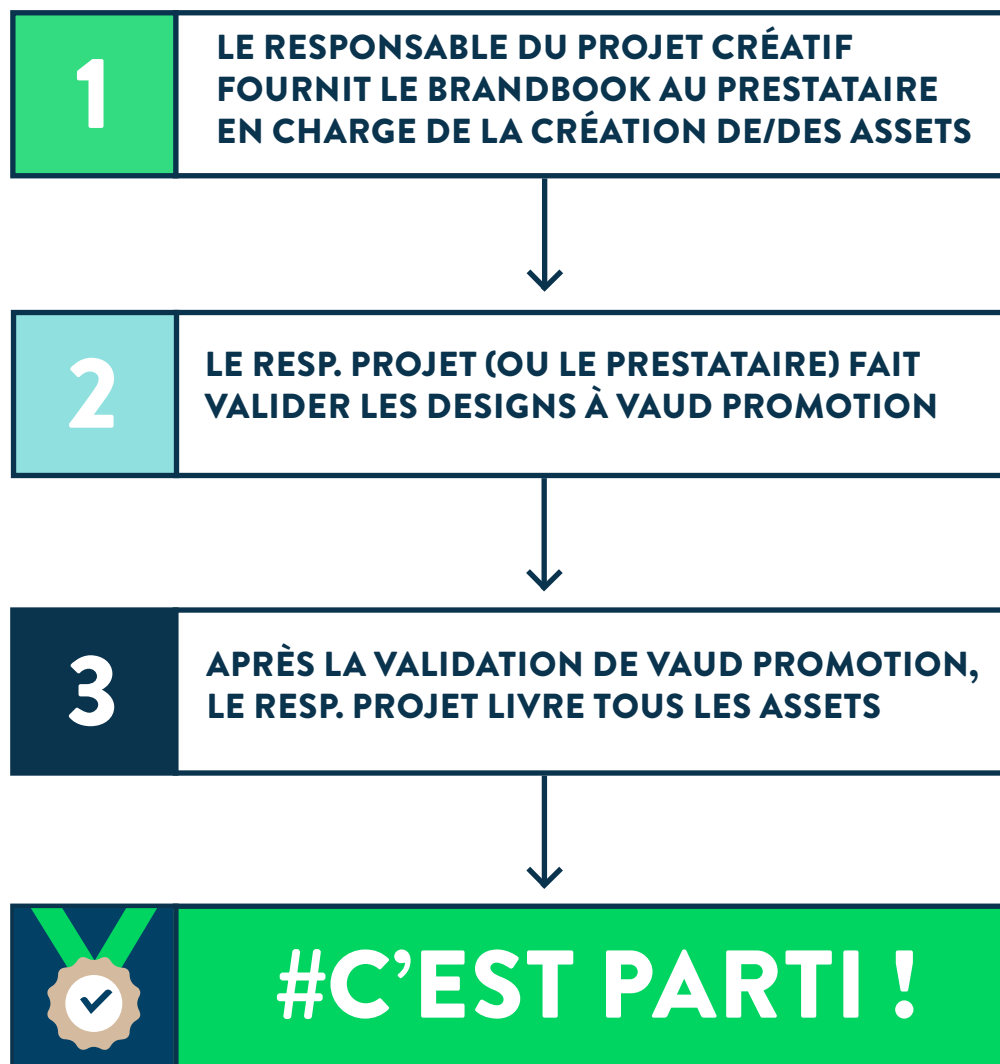 1
LE RESPONSABLE DU PROJET CRÉATIF
FOURNIT LE BRANDBOOK AU PRESTATAIRE
EN CHARGE DE LA CRÉATION DE/DES ASSETS
2
LE RESP. PROJET (OU LE PRESTATAIRE) FAIT
VALIDER LES DESIGNS À VAUD PROMOTION
3
APRÈS LA VALIDATION DE VAUD PROMOTION,
LE RESP. PROJET LIVRE TOUS LES ASSETS
#C’EST PARTI !